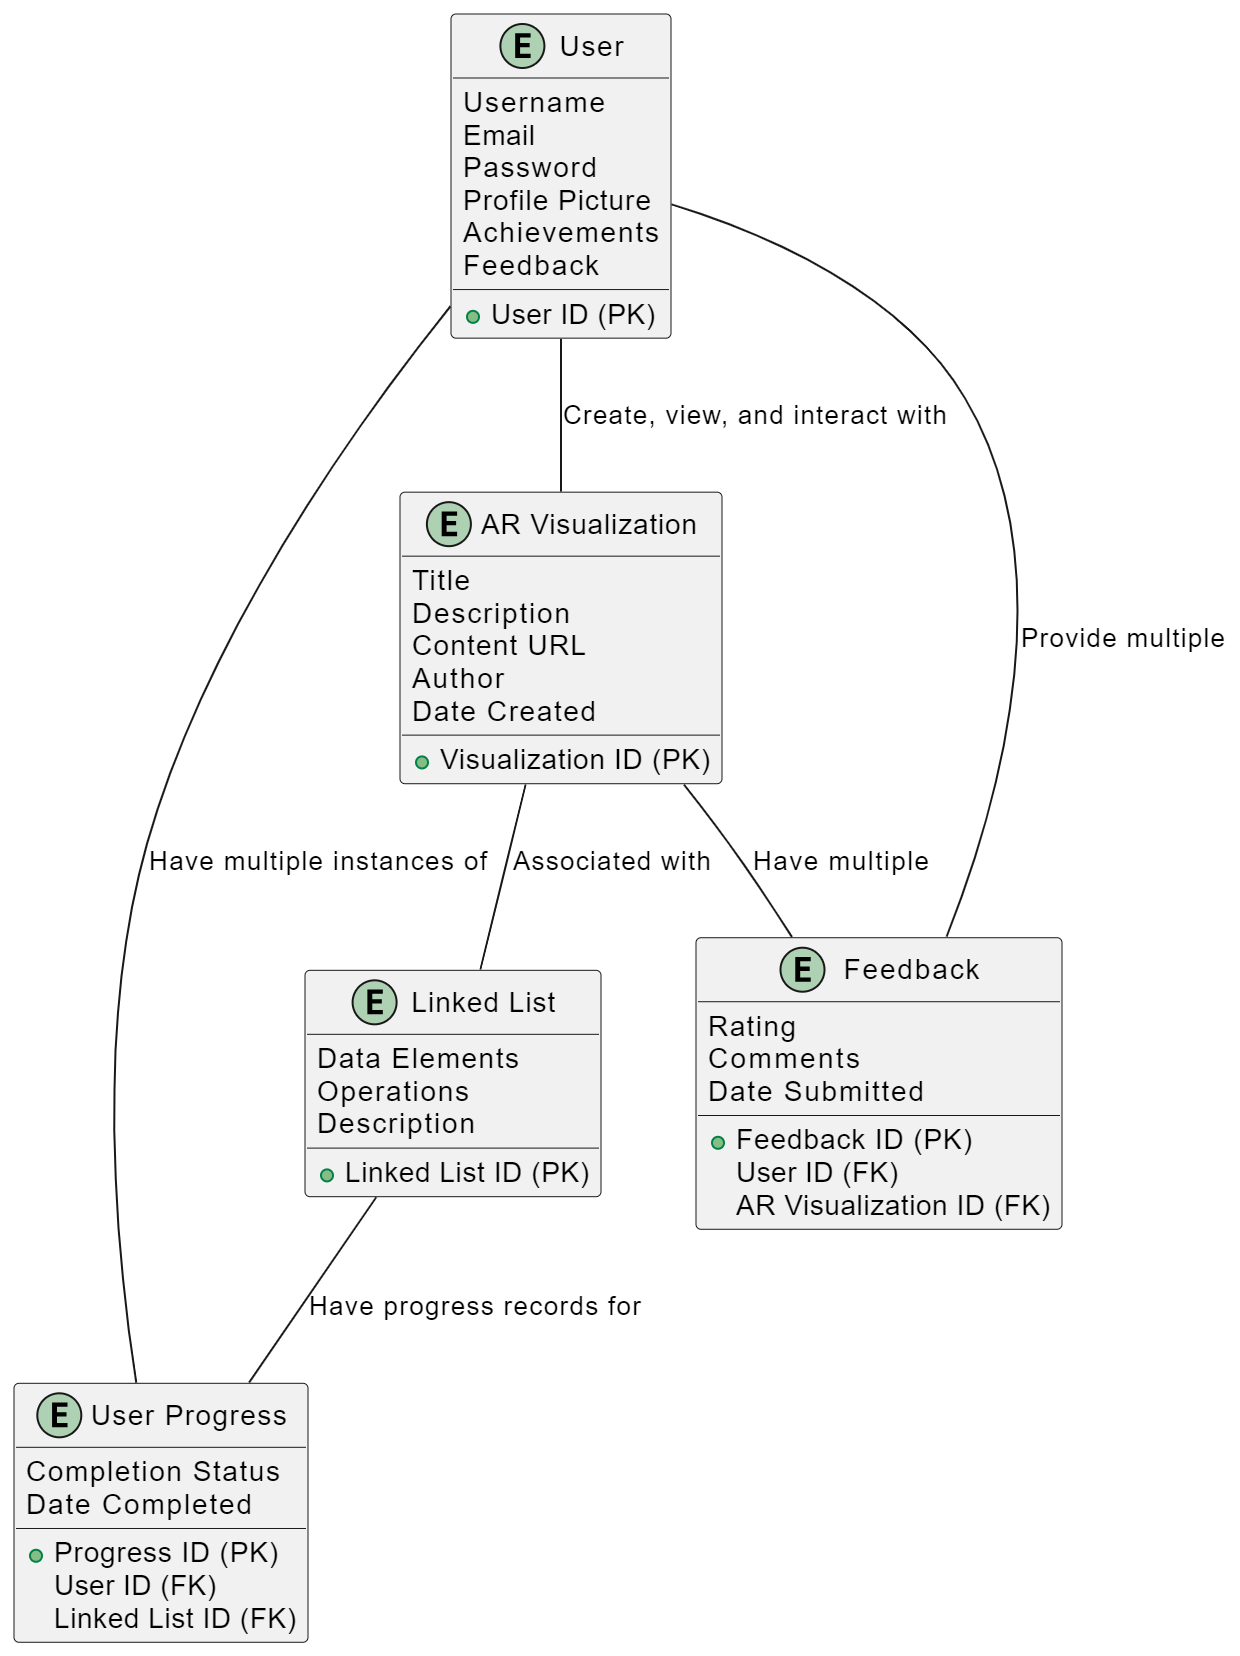 E User
Username
Email
Password
Profile Picture
Achievements
Feedback
User ID (PK)
Create, view, and interact with
E AR Visualization
Title
Description
Content URL
Author
Date Created
Visualization ID (PK)
Provide multiple
Have multiple instances of
Associated with
Have multiple
E Linked List
Data Elements
Operations
Description
Linked List ID (PK)
E Feedback
Rating
Comments
Date Submitted
Feedback ID (PK)
User ID (FK)
AR Visualization ID (FK)
Have progress records for
E User Progress
Completion Status
Date Completed
Progress ID (PK)
User ID (FK)
Linked List ID (FK)